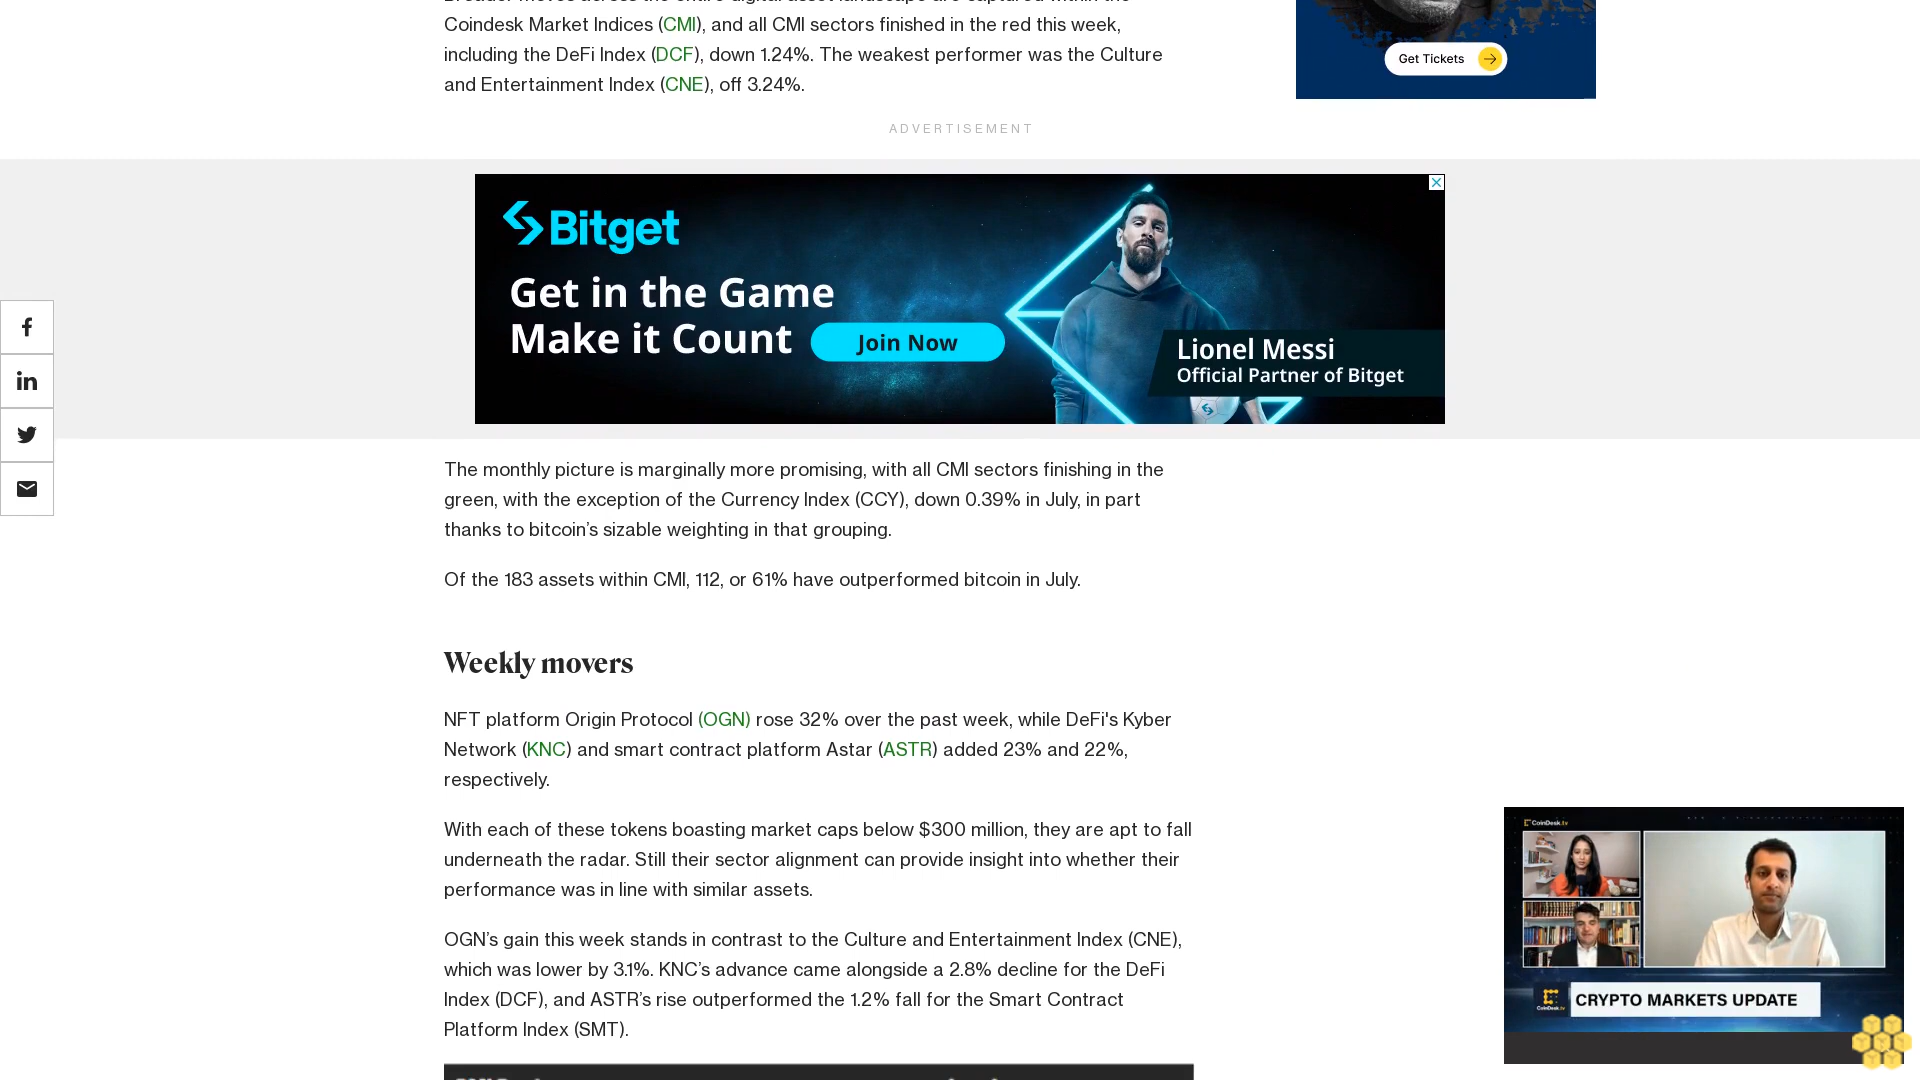 Coindesk Market Indices (CMI), and all CMI sectors finished in the red this week,
including the DeFi Index (DCF), down 1.24%. The weakest performer was the Culture
and Entertainment Index (CNE), off 3.24%.
Get Tickets
ADVERTISEMENT
Bitget
Get in the Game
Make it Count
Join Now
Lionel Messi
Official Partner of Bitget
The monthly picture is marginally more promising, with all CMI sectors finishing in the
green, with the exception of the Currency Index (CCY), down 0.39% in July, in part
thanks to bitcoin’s sizable weighting in that grouping.
Of the 183 assets within CMI, 112, or 61% have outperformed bitcoin in July.
Weekly movers
NFT platform Origin Protocol (OGN) rose 32% over the past week, while DeFi's Kyber
Network (KNC) and smart contract platform Astar (ASTR) added 23% and 22%,
respectively.
With each of these tokens boasting market caps below $300 million, they are apt to fall
underneath the radar. Still their sector alignment can provide insight into whether their
performance was in line with similar assets.
OGN’s gain this week stands in contrast to the Culture and Entertainment Index (CNE),
which was lower by 3.1%. KNC’s advance came alongside a 2.8% decline for the DeFi
Index (DCF), and ASTR’s rise outperformed the 1.2% fall for the Smart Contract
Platform Index (SMT).
CoinDesk.tv
CoinDesk.tv
CRYPTO MARKETS UPDATE